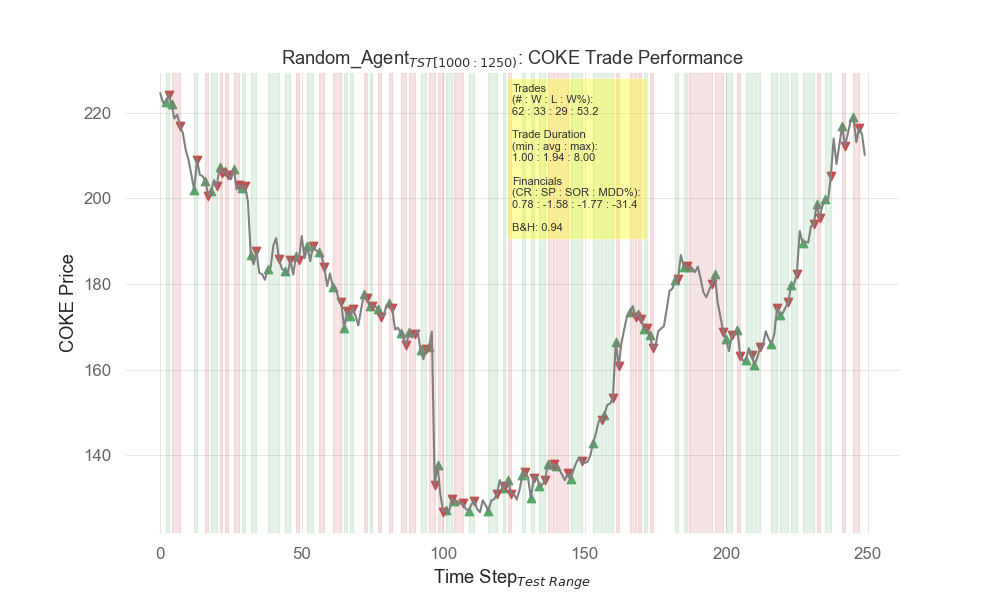 Random_Agent TST[1000:1250): COKE Trade Performance
Trades
(# : W : L : W%):
62 : 33 : 29 : 53.2
Trade Duration
(min : avg : max):
1.00 : 1.94 : 8.00
Financials
(CR : SP : SOR : MDD%):
0.78 : -1.58 : -1.77 : -31.4
B&H: 0.94
COKE Price
220
200
180
160
140
0 50 100 150 200 250
Time Step Test Range